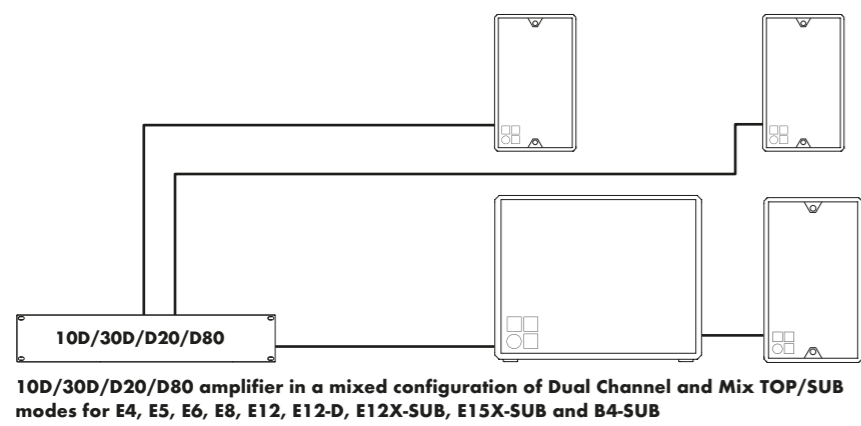 10D/30D/D20/D80
10D/30D/D20/D80 amplifier in a mixed configuration of Dual Channel and Mix TOP/SUB
modes for E4, E5, E6, E8, E12, E12-D, E12X-SUB, E15X-SUB and B4-SUB